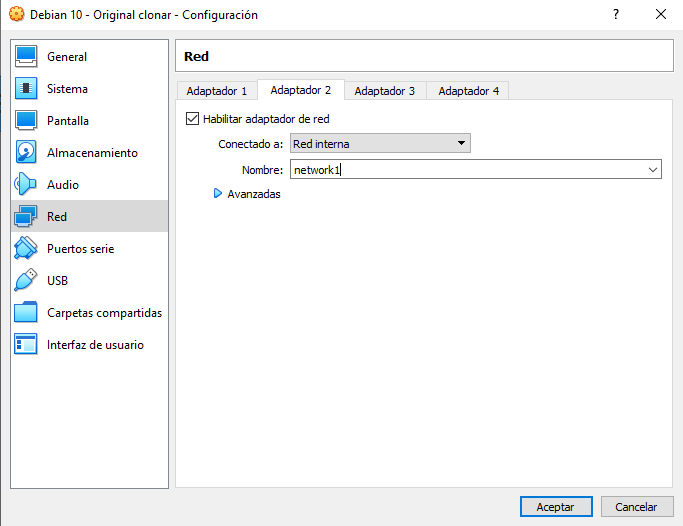 Debian 10 - Original clonar - Configuración
General
Sistema
Pantalla
Almacenamiento
Audio
Red
Puertos serie
USB
Carpetas compartidas
Interfaz de usuario
Red
Adaptador 1 Adaptador 2 Adaptador 3 Adaptador 4
Habilitar adaptador de red
Conectado a: Red interna
Nombre: network1
Avanzadas
Aceptar Cancelar